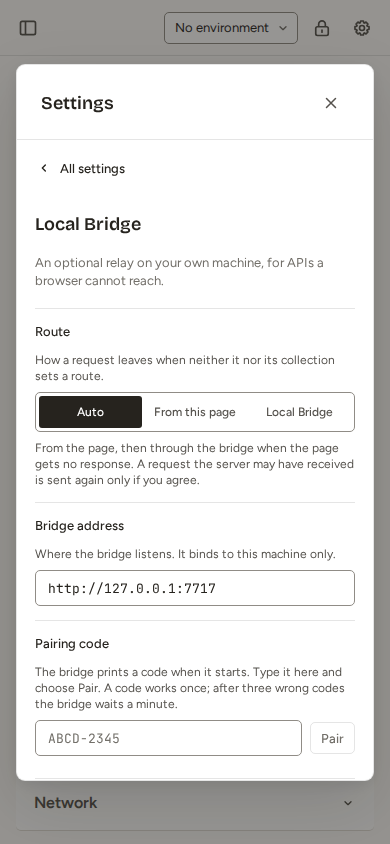 No environment
Settings
All settings
Local Bridge
An optional relay on your own machine, for APIs a
browser cannot reach.
Route
How a request leaves when neither it nor its collection
sets a route.
Auto
From this page
Local Bridge
From the page, then through the bridge when the page
gets no response. A request the server may have received
is sent again only if you agree.
Bridge address
Where the bridge listens. It binds to this machine only.
http://127.0.0.1:7717
Pairing code
The bridge prints a code when it starts. Type it here and
choose Pair. A code works once; after three wrong codes
the bridge waits a minute.
ABCD-2345
Pair
Network